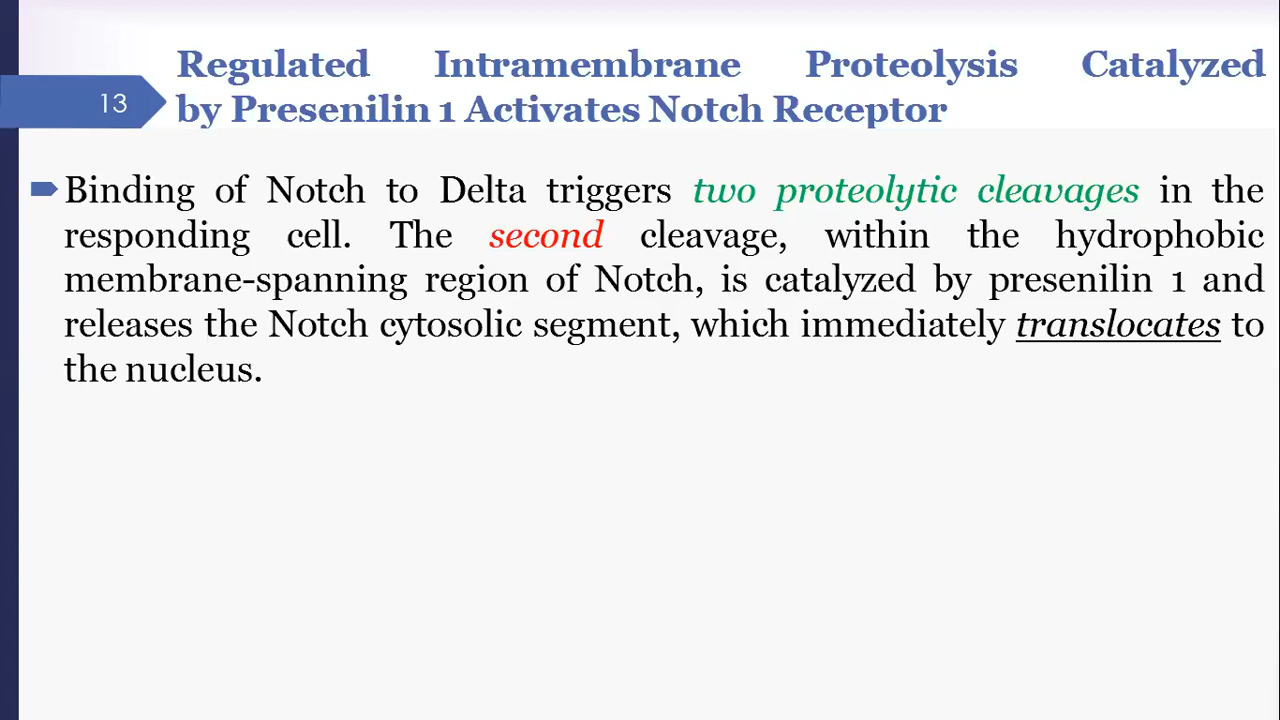 Regulated Intramembrane Proteolysis Catalyzed
13
by Presenilin 1 Activates Notch Receptor
Binding of Notch to Delta triggers two proteolytic cleavages in the
responding cell. The second cleavage, within the hydrophobic
membrane-spanning region of Notch, is catalyzed by presenilin 1 and
releases the Notch cytosolic segment, which immediately translocates to
the nucleus.